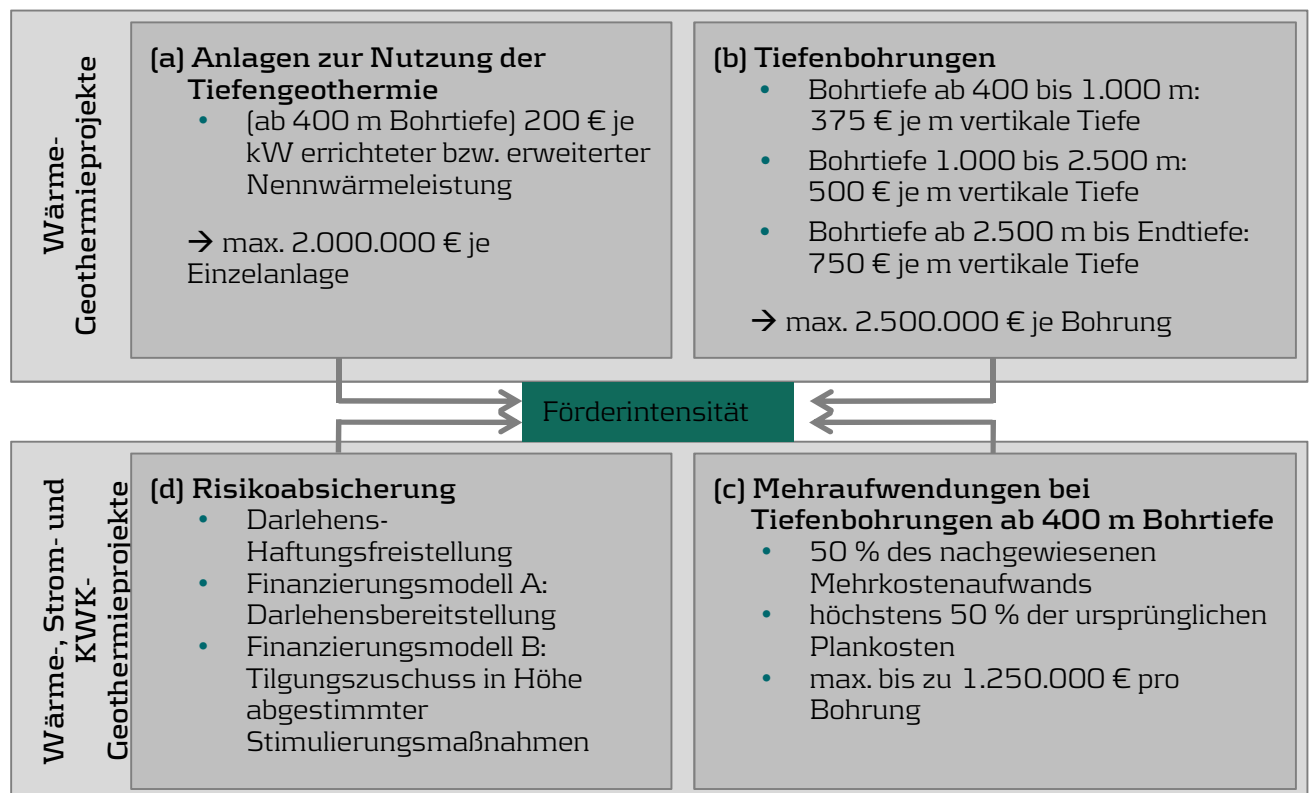 Wärme-
Geothermieprojekte
(a) Anlagen zur Nutzung der
Tiefengeothermie
• (ab 400 m Bohrtiefe) 200 € je
kW errichteter bzw. erweiterter
Nennwärmeleistung
→ max. 2.000.000 € je
Einzelanlage
(b) Tiefenbohrungen
• Bohrtiefe ab 400 bis 1.000 m:
375 € je m vertikale Tiefe
• Bohrtiefe 1.000 bis 2.500 m:
500 € je m vertikale Tiefe
• Bohrtiefe ab 2.500 m bis Endtiefe:
750 € je m vertikale Tiefe
→ max. 2.500.000 € je Bohrung
Förderintensität
Wärme-, Strom- und
KWK-
Geothermieprojekte
(d) Risikoabsicherung
• Darlehens-
Haftungsfreistellung
• Finanzierungsmodell A:
Darlehensbereitstellung
• Finanzierungsmodell B:
Tilgungszuschuss in Höhe
abgestimmter
Stimulierungsmaßnahmen
(c) Mehraufwendungen bei
Tiefenbohrungen ab 400 m Bohrtiefe
• 50 % des nachgewiesenen
Mehrkostenaufwands
• höchstens 50 % der ursprünglichen
Plankosten
• max. bis zu 1.250.000 € pro
Bohrung